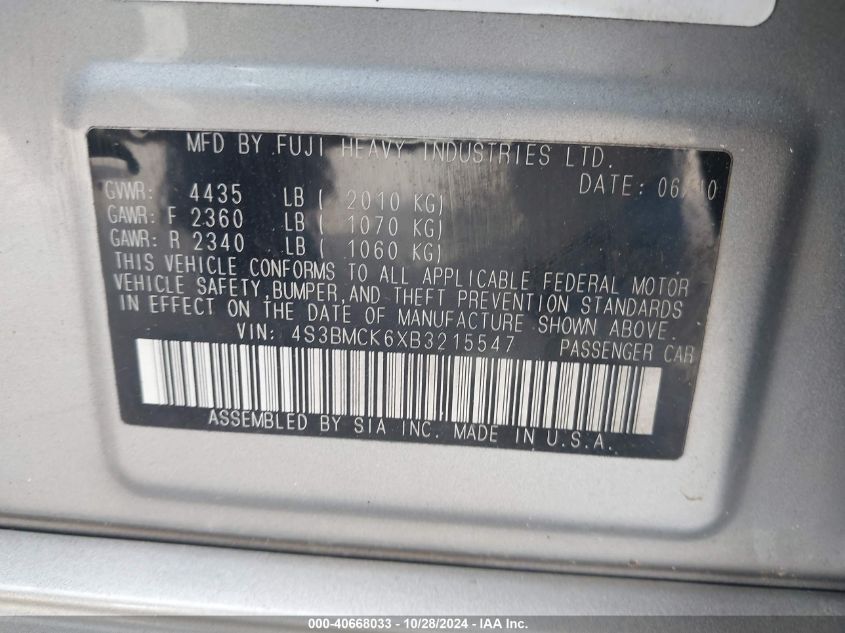 MFD BY FUJI HEAVY INDUSTRIES LTD.
DATE: 06/10
GVWR: 4435 LB ( 2010 KG)
GAWR: F 2360 LB ( 1070 KG)
GAWR: R 2340 LB ( 1060 KG)
THIS VEHICLE CONFORMS TO ALL APPLICABLE FEDERAL MOTOR
VEHICLE SAFETY, BUMPER, AND THEFT PREVENTION STANDARDS
IN EFFECT ON THE DATE OF MANUFACTURE SHOWN ABOVE.
VIN: 4S3BMCK6XB3215547 PASSENGER CAR
ASSEMBLED BY SIA INC. MADE IN U.S.A.
000-40668033 - 10/28/2024 - IAA Inc.